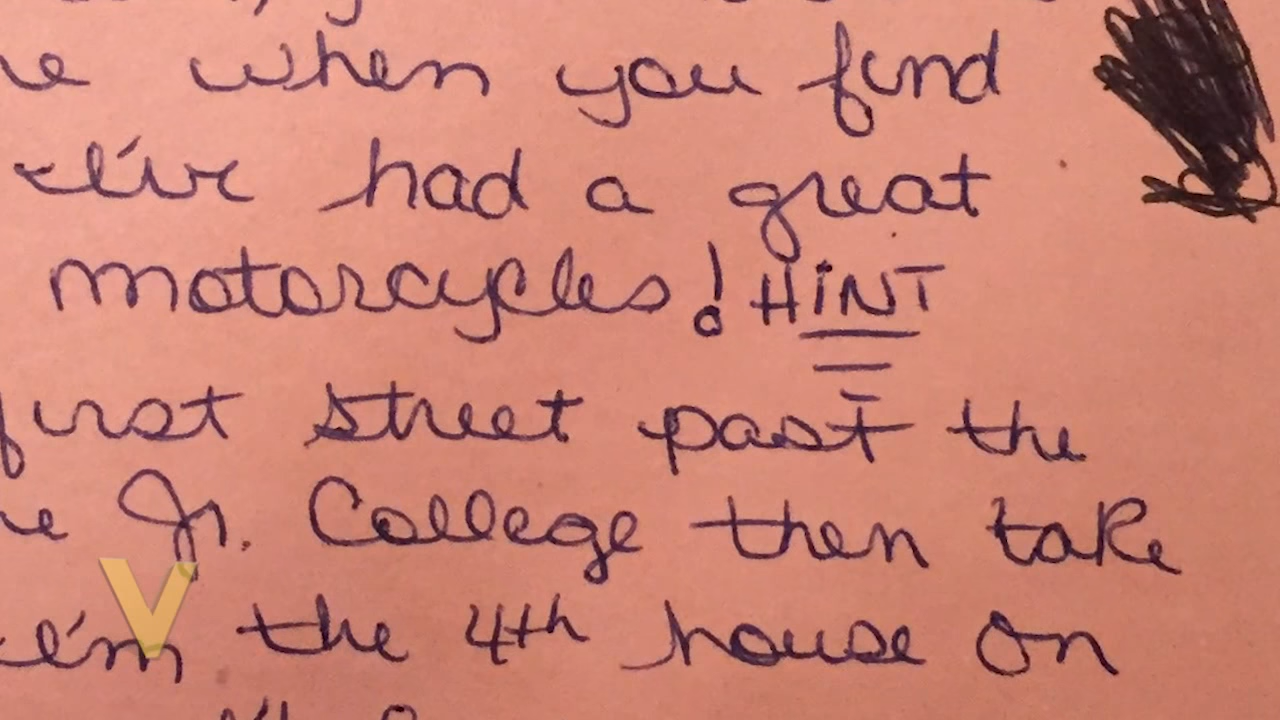 when you find
I've had a great
motorcycles! HINT
first street past the
Jr. College then take
I'm the 4th house on
V